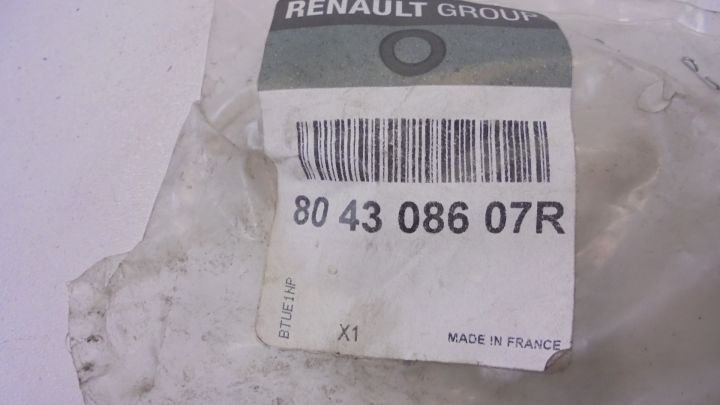 RENAULT GROUP
80 43 086 07R
BTUE1NP
X1
MADE IN FRANCE